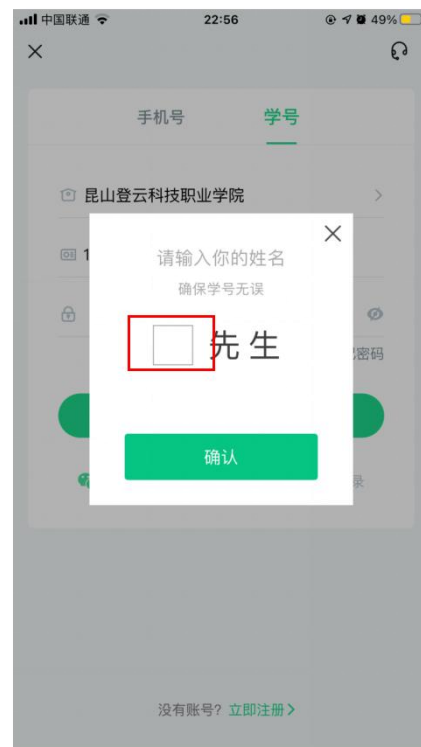 中国联通 22:56 49%
手机号 学号
昆山登云科技职业学院
1
请输入你的姓名
确保学号无误
先生
密码
确认
录
没有账号？立即注册>